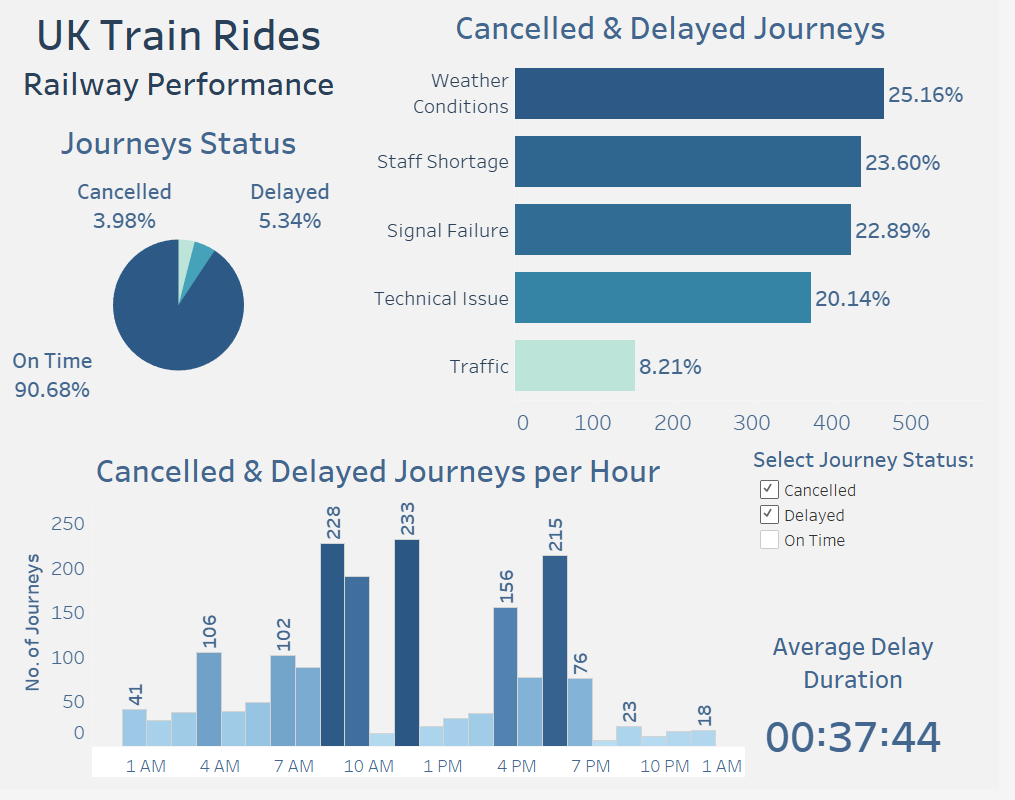 UK Train Rides
Railway Performance
Journeys Status
Cancelled
3.98%
Delayed
5.34%
On Time
90.68%
Cancelled & Delayed Journeys
Weather
Conditions
25.16%
Staff Shortage
23.60%
Signal Failure
22.89%
Technical Issue
20.14%
Traffic
8.21%
0 100 200 300 400 500
Cancelled & Delayed Journeys per Hour
No. of Journeys
250
200
150
100
50
0
41
106
102
228
233
156
215
76
23
18
1 AM 4 AM 7 AM 10 AM 1 PM 4 PM 7 PM 10 PM 1 AM
Select Journey Status:
Cancelled
Delayed
On Time
Average Delay
Duration
00:37:44